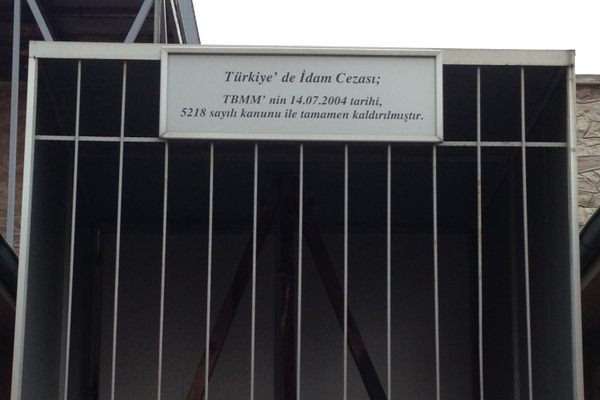 Türkiye' de İdam Cezası;
TBMM' nin 14.07.2004 tarihi,
5218 sayılı kanunu ile tamamen kaldırılmıştır.